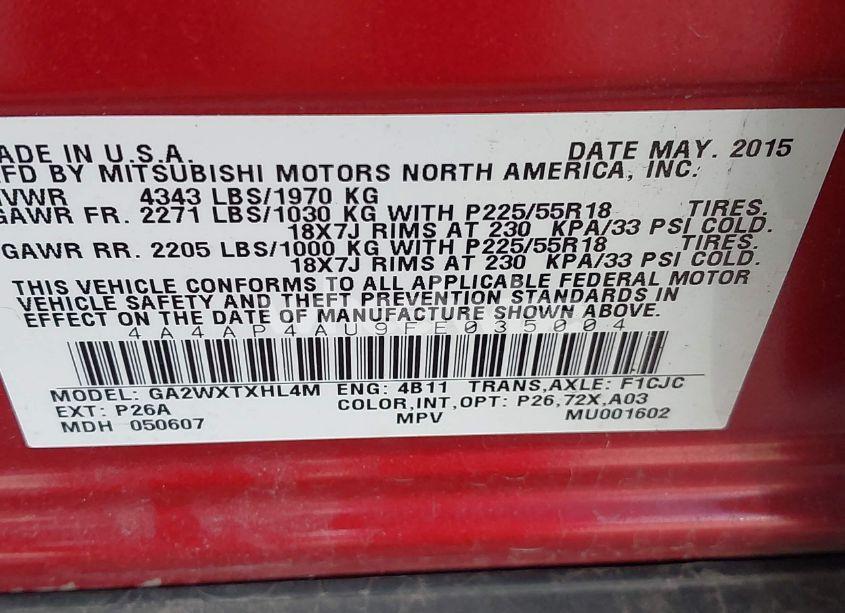 ADE IN U.S.A. DATE MAY. 2015
FD BY MITSUBISHI MOTORS NORTH AMERICA, INC.
VWR 4343 LBS/1970 KG
GAWR FR. 2271 LBS/1030 KG WITH P225/55R18 TIRES.
18X7J RIMS AT 230 KPA/33 PSI COLD.
GAWR RR. 2205 LBS/1000 KG WITH P225/55R18 TIRES.
18X7J RIMS AT 230 KPA/33 PSI COLD.
THIS VEHICLE CONFORMS TO ALL APPLICABLE FEDERAL MOTOR
VEHICLE SAFETY AND THEFT PREVENTION STANDARDS IN
EFFECT ON THE DATE OF MANUFACTURE SHOWN ABOVE.
4A4AP4AU9FE035004
MODEL: GA2WXTXHL4M ENG: 4B11 TRANS,AXLE: F1CJC
EXT: P26A COLOR,INT,OPT: P26,72X,A03
MDH 050607 MPV MU001602